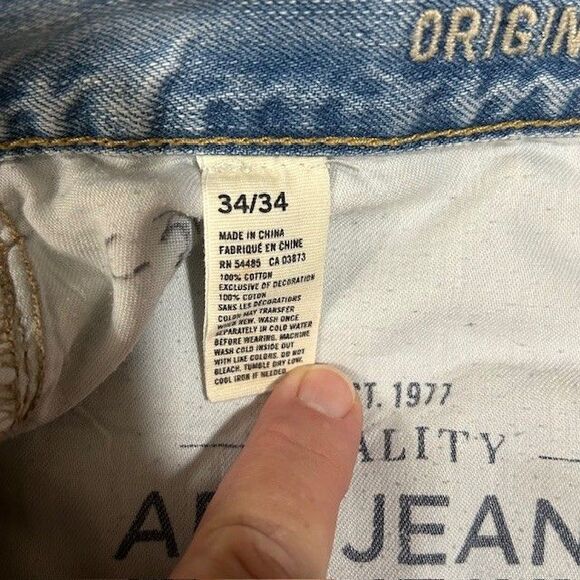 ORIGIN
34/34
MADE IN CHINA
FABRIQUÉ EN CHINE
RN 54485 CA 03873
100% COTTON
EXCLUSIVE OF DECORATION
100% COTON
SANS LES DÉCORATIONS
COLOR MAY TRANSFER
WHEN NEW. WASH ONCE
SEPARATELY IN COLD WATER
BEFORE WEARING. MACHINE
WASH COLD INSIDE OUT
WITH LIKE COLORS. DO NOT
BLEACH. TUMBLE DRY LOW.
COOL IRON IF NEEDED.
ST. 1977
ALITY
JEAN